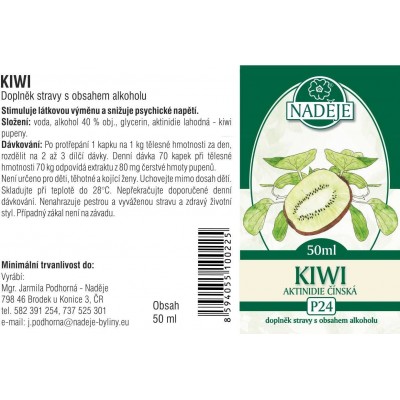 KIWI
Doplněk stravy s obsahem alkoholu
Stimuluje látkovou výměnu a snižuje psychické napětí.
Složení: voda, alkohol 40 % obj., glycerin, aktinidie lahodná - kiwi
pupeny.
Dávkování: Po protřepání 1 kapku na 1 kg tělesné hmotnosti za den,
rozdělit na 2 až 3 dílčí dávky. Denní dávka 70 kapek při tělesné
hmotnosti 70 kg odpovídá extraktu z 80 mg čerstvé hmoty pupenů.
Není určeno pro děti, těhotné a kojící ženy. Uchovejte mimo dosah dětí.
Skladujte při teplotě do 28°C. Nepřekračujte doporučené denní
dávkování. Nenahrazuje pestrou a vyváženou stravu a zdravý životní
styl. Případný zákal není na závadu.
Minimální trvanlivost do:
Vyrábí:
Mgr. Jarmila Podhorná - Naděje
798 46 Brodek u Konice 3, ČR
tel. 582 391 254, 737 525 301
e-mail: j.podhorna@nadeje-byliny.eu
Obsah
50 ml
8594055100225
NADĚJE
50ml
KIWI
AKTINIDIE ČÍNSKÁ
P24
doplněk stravy s obsahem alkoholu